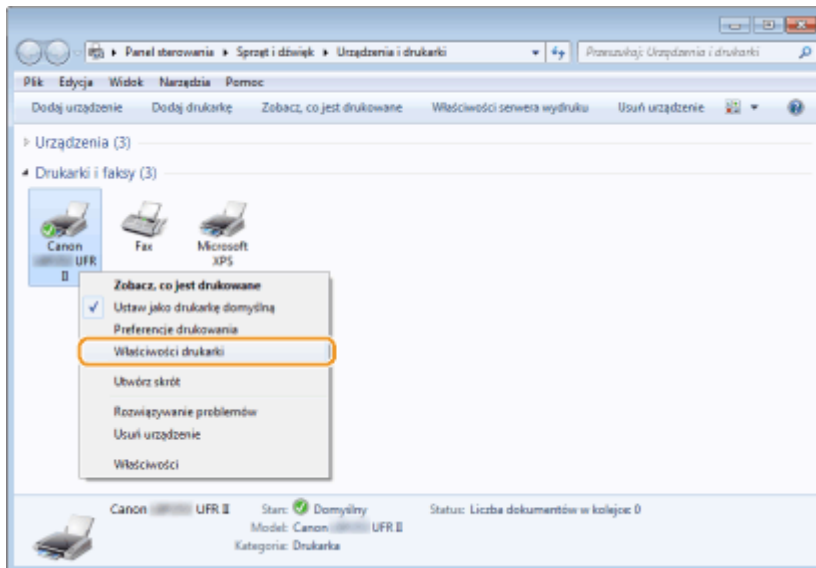 Panel sterowania ▸ Sprzęt i dźwięk ▸ Urządzenia i drukarki
Przeszukaj: Urządzenia i drukarki
Plik Edycja Widok Narzędzia Pomoc
Dodaj urządzenie Dodaj drukarkę Zobacz, co jest drukowane Właściwości serwera wydruku Usuń urządzenie
Urządzenia (3)
Drukarki i faksy (3)
Canon
UFR
II
Fax
Microsoft
XPS
Zobacz, co jest drukowane
Ustaw jako drukarkę domyślną
Preferencje drukowania
Właściwości drukarki
Utwórz skrót
Rozwiązywanie problemów
Usuń urządzenie
Właściwości
Canon UFR II Stan: Domyślny Status: Liczba dokumentów w kolejce: 0
Model: Canon UFR II
Kategoria: Drukarka